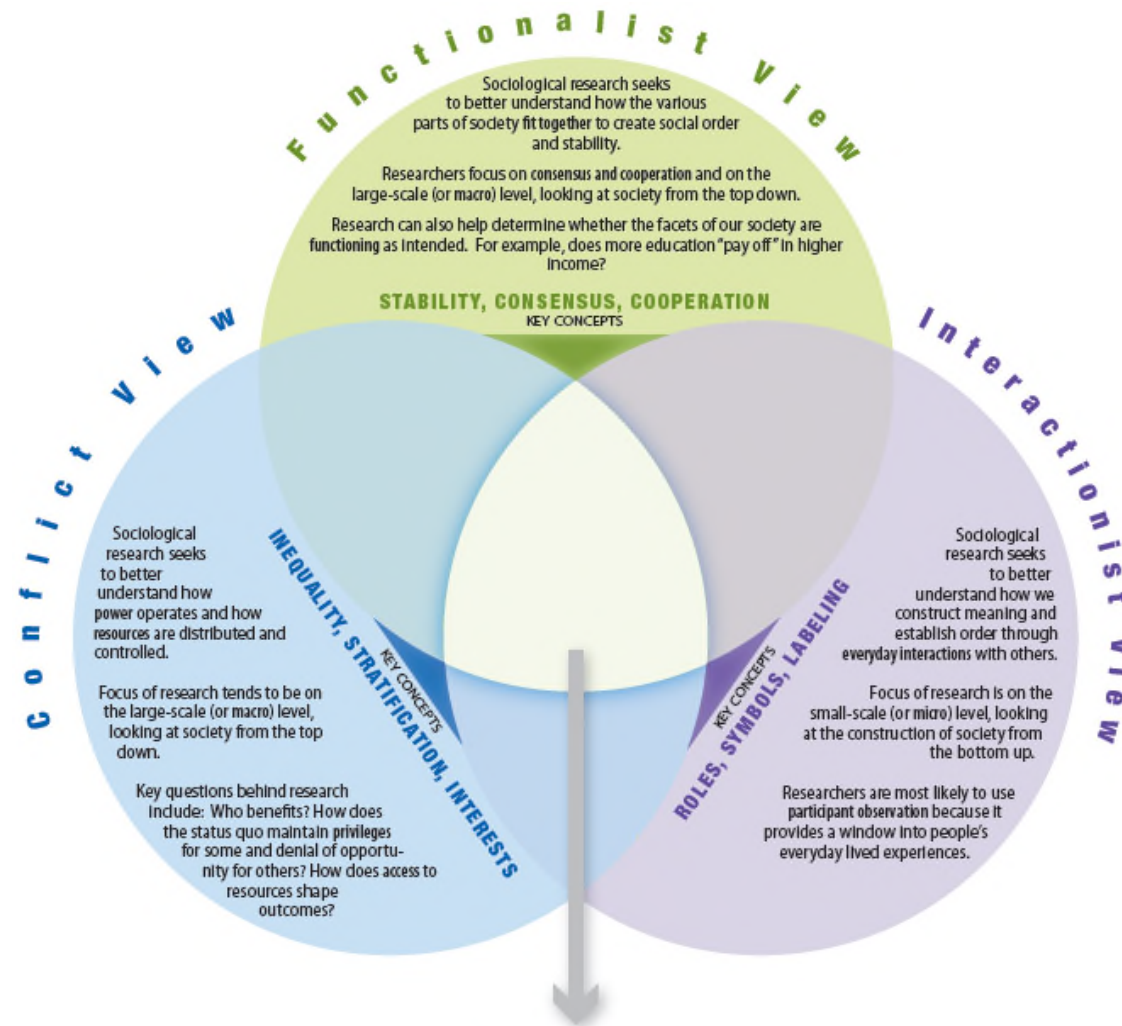 Functionalist View
Sociological research seeks
to better understand how the various
parts of society fit together to create social order
and stability.
Researchers focus on consensus and cooperation and on the
large-scale (or macro) level, looking at society from the top down.
Research can also help determine whether the facets of our society are
functioning as intended. For example, does more education “pay off” in higher
income?
STABILITY, CONSENSUS, COOPERATION
KEY CONCEPTS
Conflict View
Sociological
research seeks
to better
understand how
power operates and how
resources are distributed and
controlled.
Focus of research tends to be on
the large-scale (or macro) level,
looking at society from the top
down.
Key questions behind research
include: Who benefits? How does
the status quo maintain privileges
for some and denial of opportu-
nity for others? How does access to
resources shape
outcomes?
KEY CONCEPTS
INEQUALITY, STRATIFICATION, INTERESTS
Interactionist View
Sociological
research seeks
to better
understand how we
construct meaning and
establish order through
everyday interactions with others.
Focus of research is on the
small-scale (or micro) level, looking
at the construction of society from
the bottom up.
Researchers are most likely to use
participant observation because it
provides a window into people’s
everyday lived experiences.
KEY CONCEPTS
ROLES, SYMBOLS, LABELING